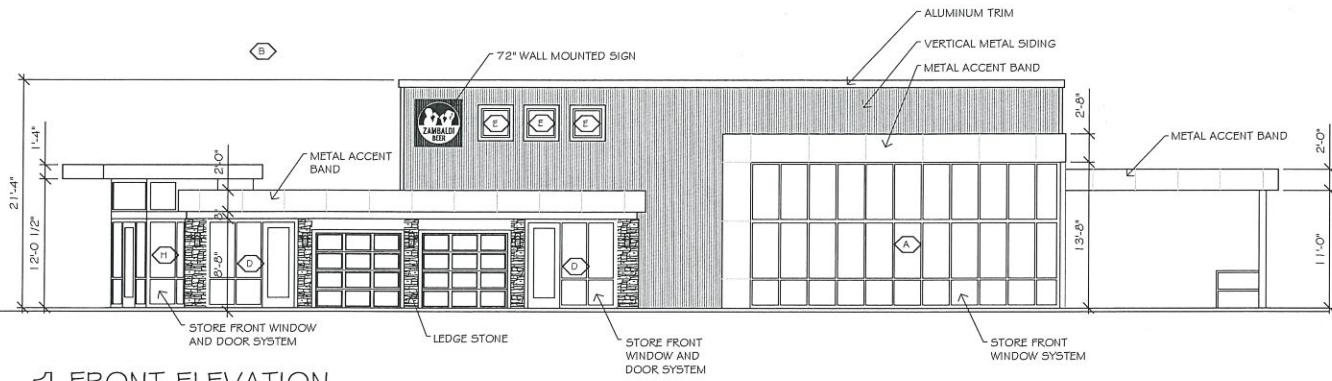 ALUMINUM TRIM
B
72" WALL MOUNTED SIGN
VERTICAL METAL SIDING
METAL ACCENT BAND
ZAMBALDI
BEER
E
E
E
2'-8"
1'-4"
METAL ACCENT
BAND
2'-0"
METAL ACCENT BAND
2'-0"
21'-4"
12'-0 1/2"
H
8'-8"
D
D
A
13'-8"
11'-0"
STORE FRONT WINDOW
AND DOOR SYSTEM
LEDGE STONE
STORE FRONT
WINDOW AND
DOOR SYSTEM
STORE FRONT
WINDOW SYSTEM
1 FRONT ELEVATION